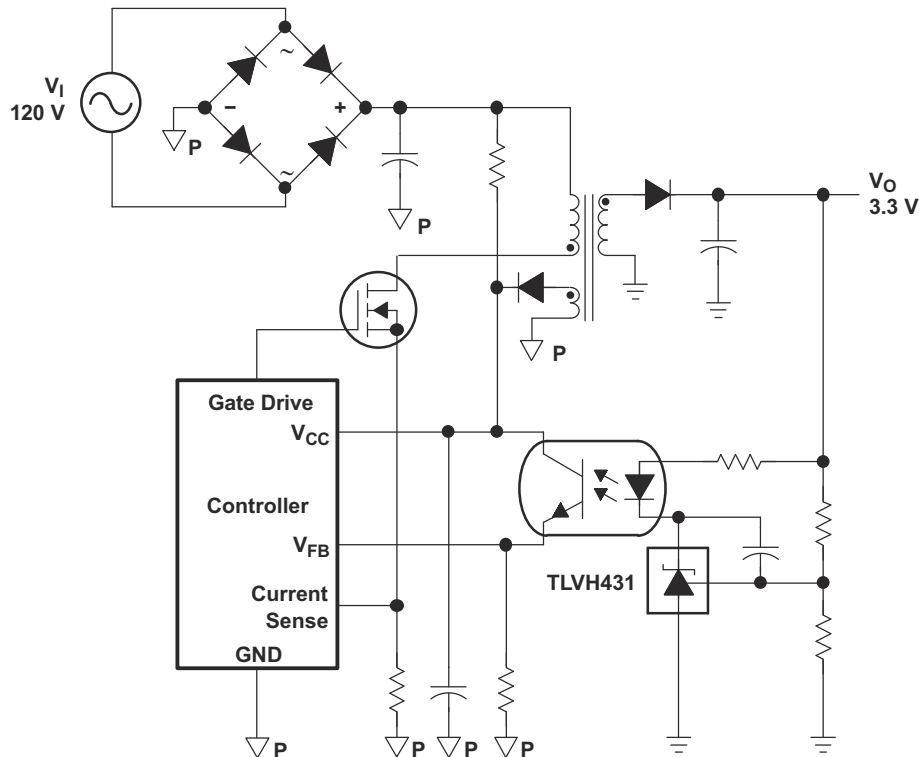 V_I
120 V
~
−
+
~
P
P
V_O
3.3 V
P
Gate Drive
V_CC
Controller
V_FB
Current
Sense
GND
TLVH431
P
P
P
P